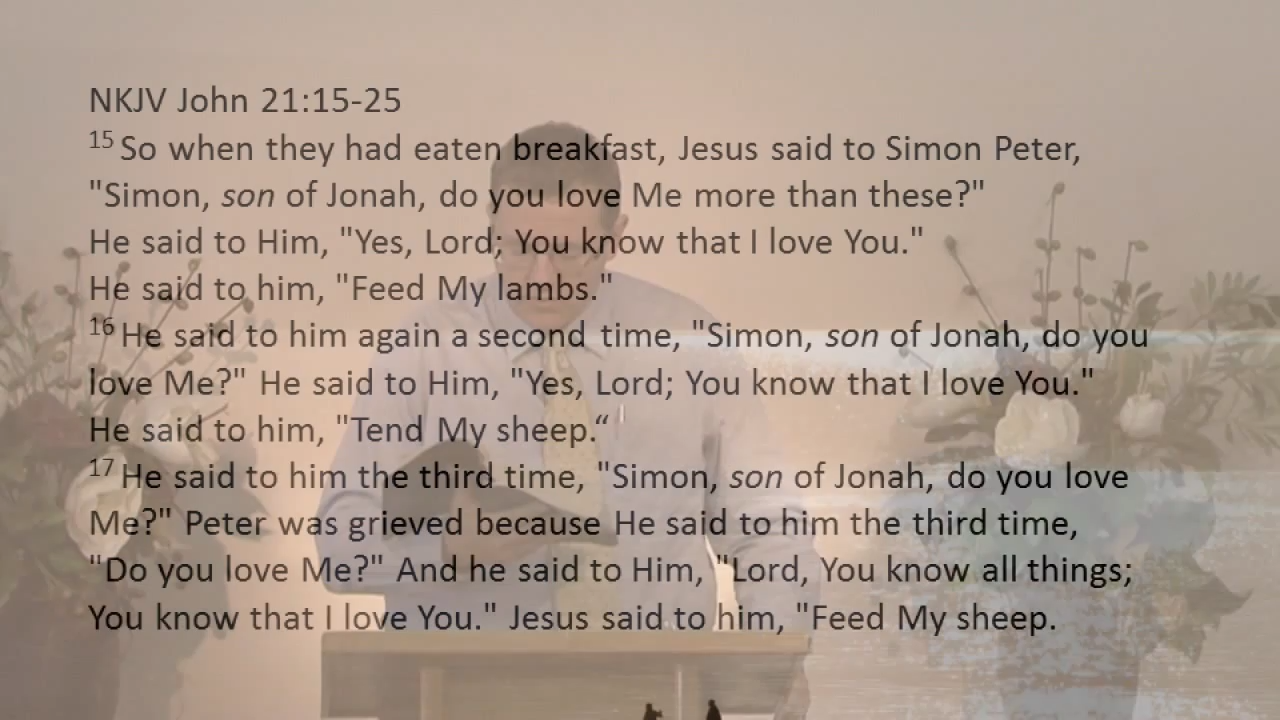 NKJV John 21:15-25
15 So when they had eaten breakfast, Jesus said to Simon Peter,
"Simon, son of Jonah, do you love Me more than these?"
He said to Him, "Yes, Lord; You know that I love You."
He said to him, "Feed My lambs."
16 He said to him again a second time, "Simon, son of Jonah, do you
love Me?" He said to Him, "Yes, Lord; You know that I love You."
He said to him, "Tend My sheep.“
17 He said to him the third time, "Simon, son of Jonah, do you love
Me?" Peter was grieved because He said to him the third time,
"Do you love Me?" And he said to Him, "Lord, You know all things;
You know that I love You." Jesus said to him, "Feed My sheep.